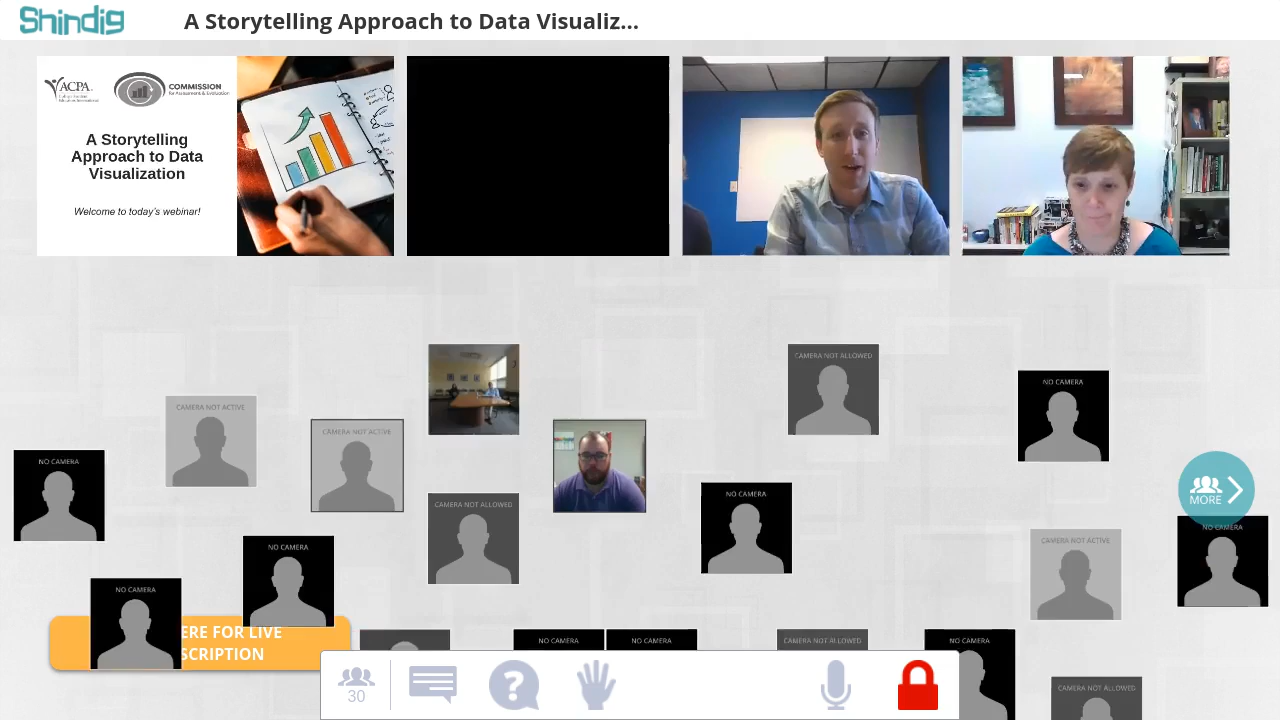 Shindig
A Storytelling Approach to Data Visualiz...
ACPA
COMMISSION
for Assessment & Evaluation
A Storytelling
Approach to Data
Visualization
Welcome to today's webinar!
CAMERA NOT ALLOWED
NO CAMERA
CAMERA NOT ACTIVE
CAMERA NOT ACTIVE
NO CAMERA
MORE
CAMERA NOT ALLOWED
NO CAMERA
NO CAMERA
CAMERA NOT ACTIVE
NO CAMERA
NO CAMERA
ERE FOR LIVE
SCRIPTION
NO CAMERA
NO CAMERA
CAMERA NOT ALLOWED
NO CAMERA
CAMERA NOT ALLOWED
30